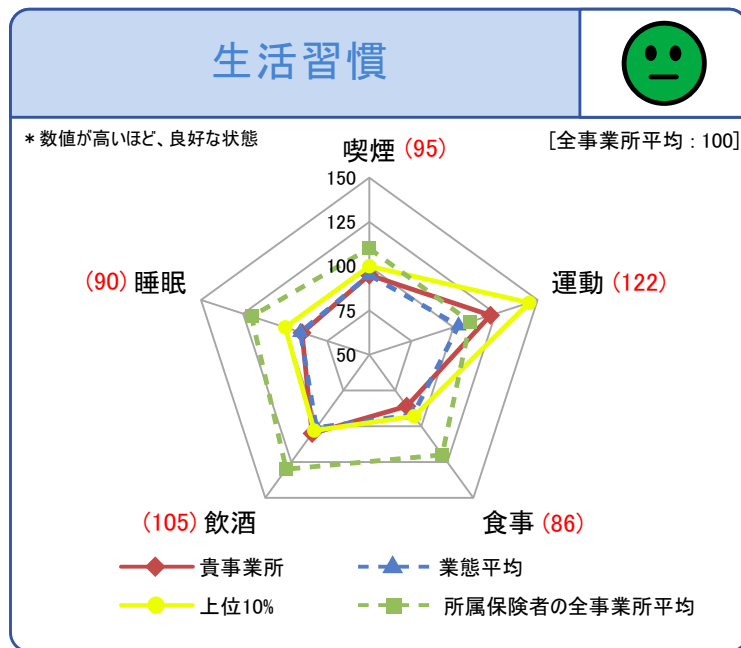 生活習慣
* 数値が高いほど、良好な状態
[全事業所平均 : 100]
喫煙 (95)
150
125
100
75
50
(90) 睡眠
運動 (122)
(105) 飲酒
食事 (86)
貴事業所
業態平均
上位10%
所属保険者の全事業所平均